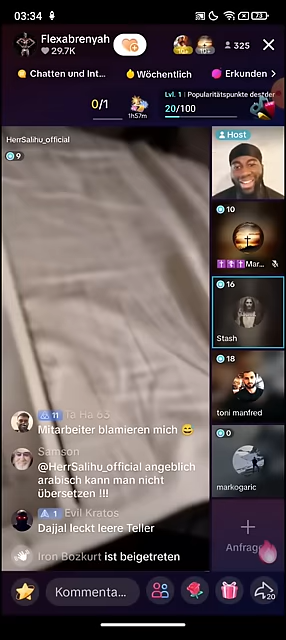 03:34
73
Flexabrenyah
29.7K
325
Chatten und Int...
Wöchentlich
Erkunden >
0/1
1h57m
Lvl. 1 | Popularitätspunkte des
20/100
HerrSalihu_official
9
Host
10
Mar...
16
Stash
18
toni manfred
0
markogaric
11 Ta Ha 63
Mitarbeiter blamieren mich 😅
Samson
@HerrSalihu_official angeblich
arabisch kann man nicht
übersetzen !!!
1 Evil Kratos
Dajjal leckt leere Teller
Iron Bozkurt ist beigetreten
+
Anfrage
Kommenta...
20